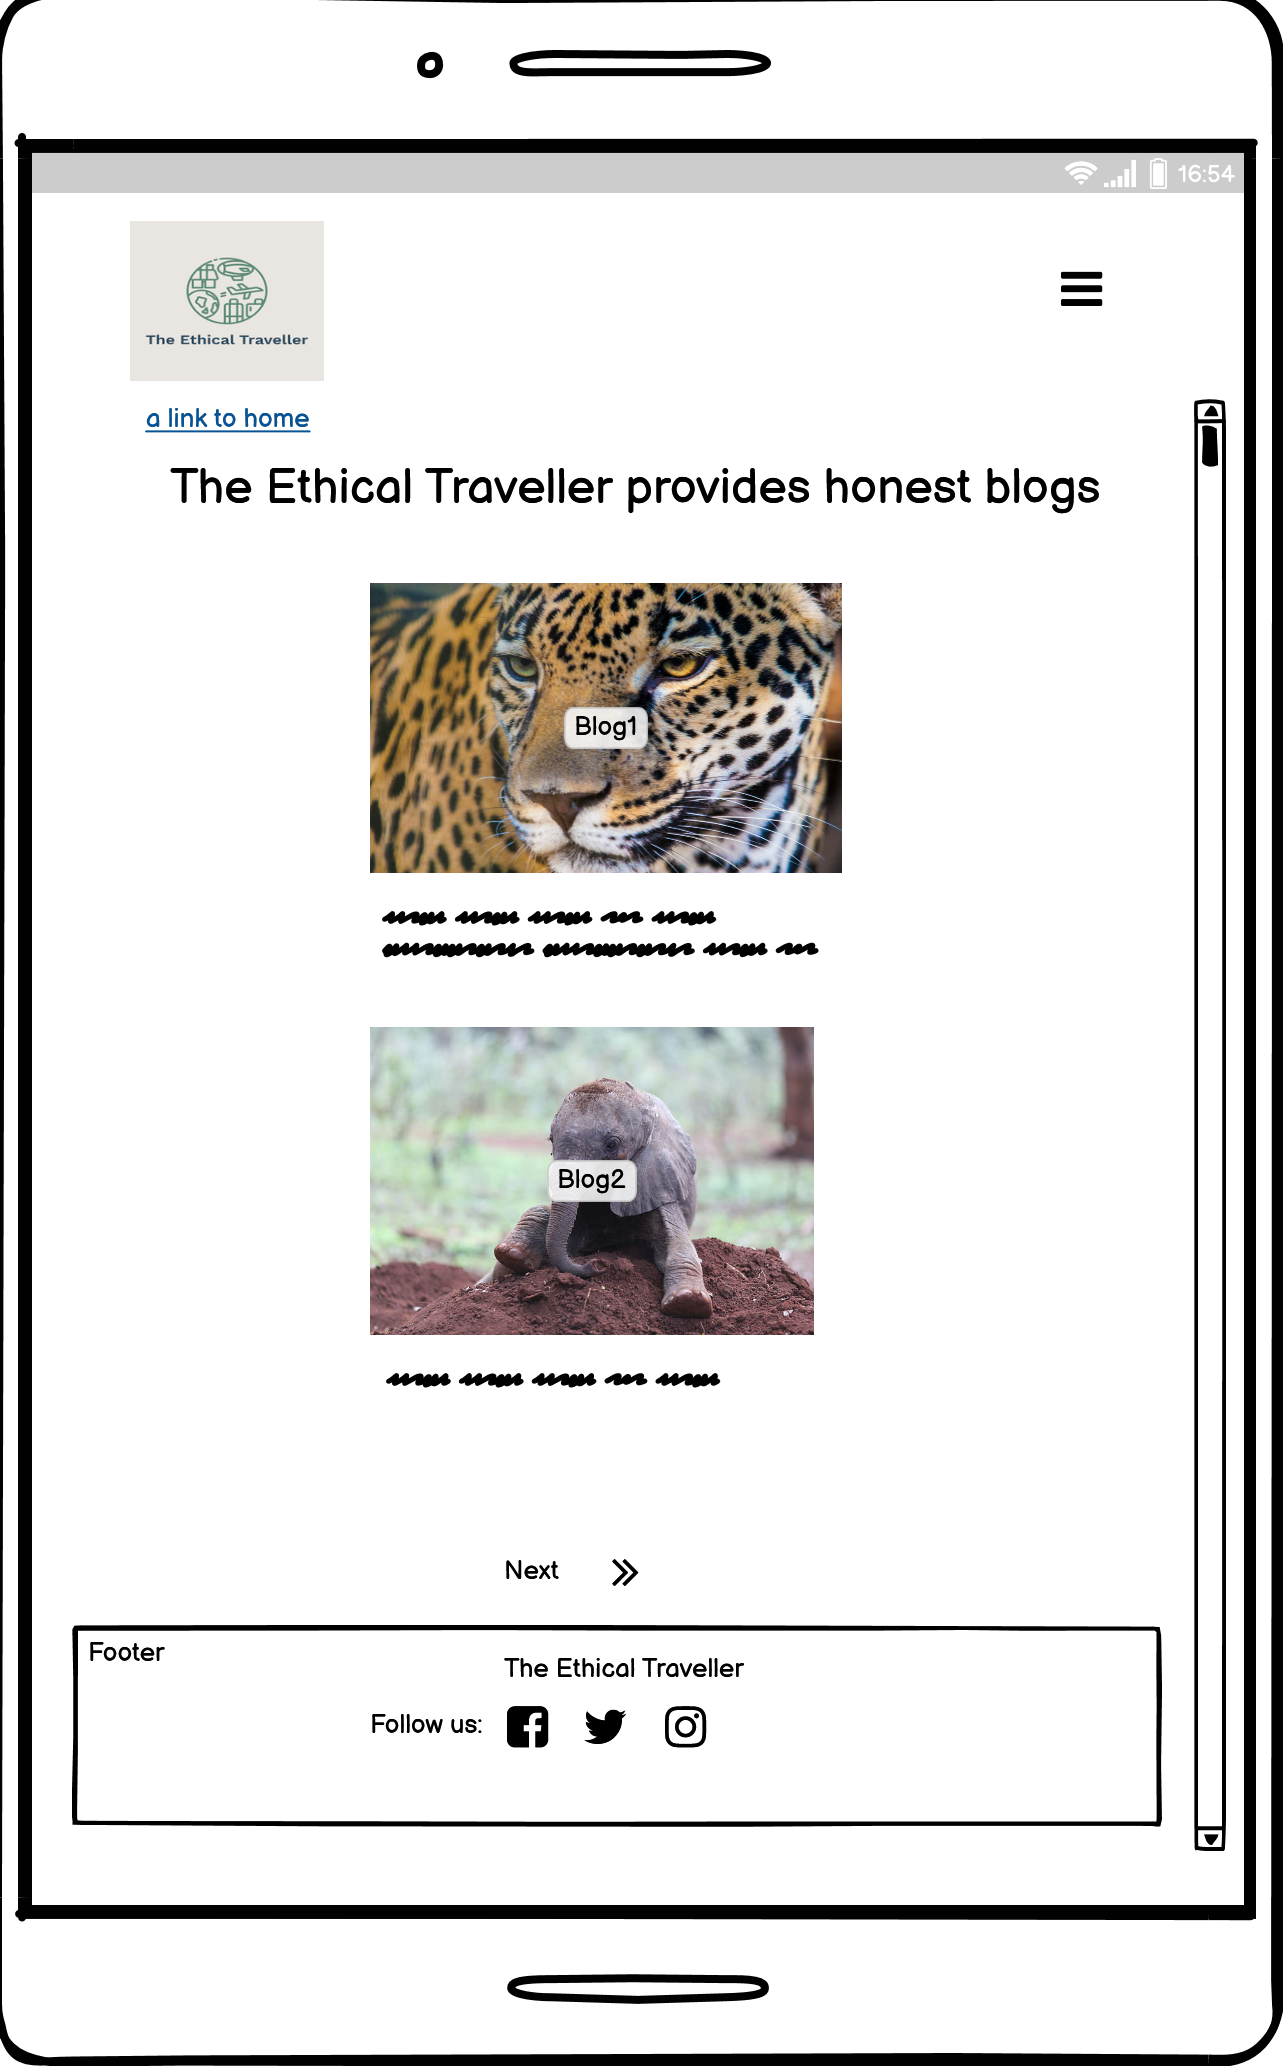 16:54
The Ethical Traveller
a link to home
The Ethical Traveller provides honest blogs
Blog1
Blog2
Next
Footer
The Ethical Traveller
Follow us: